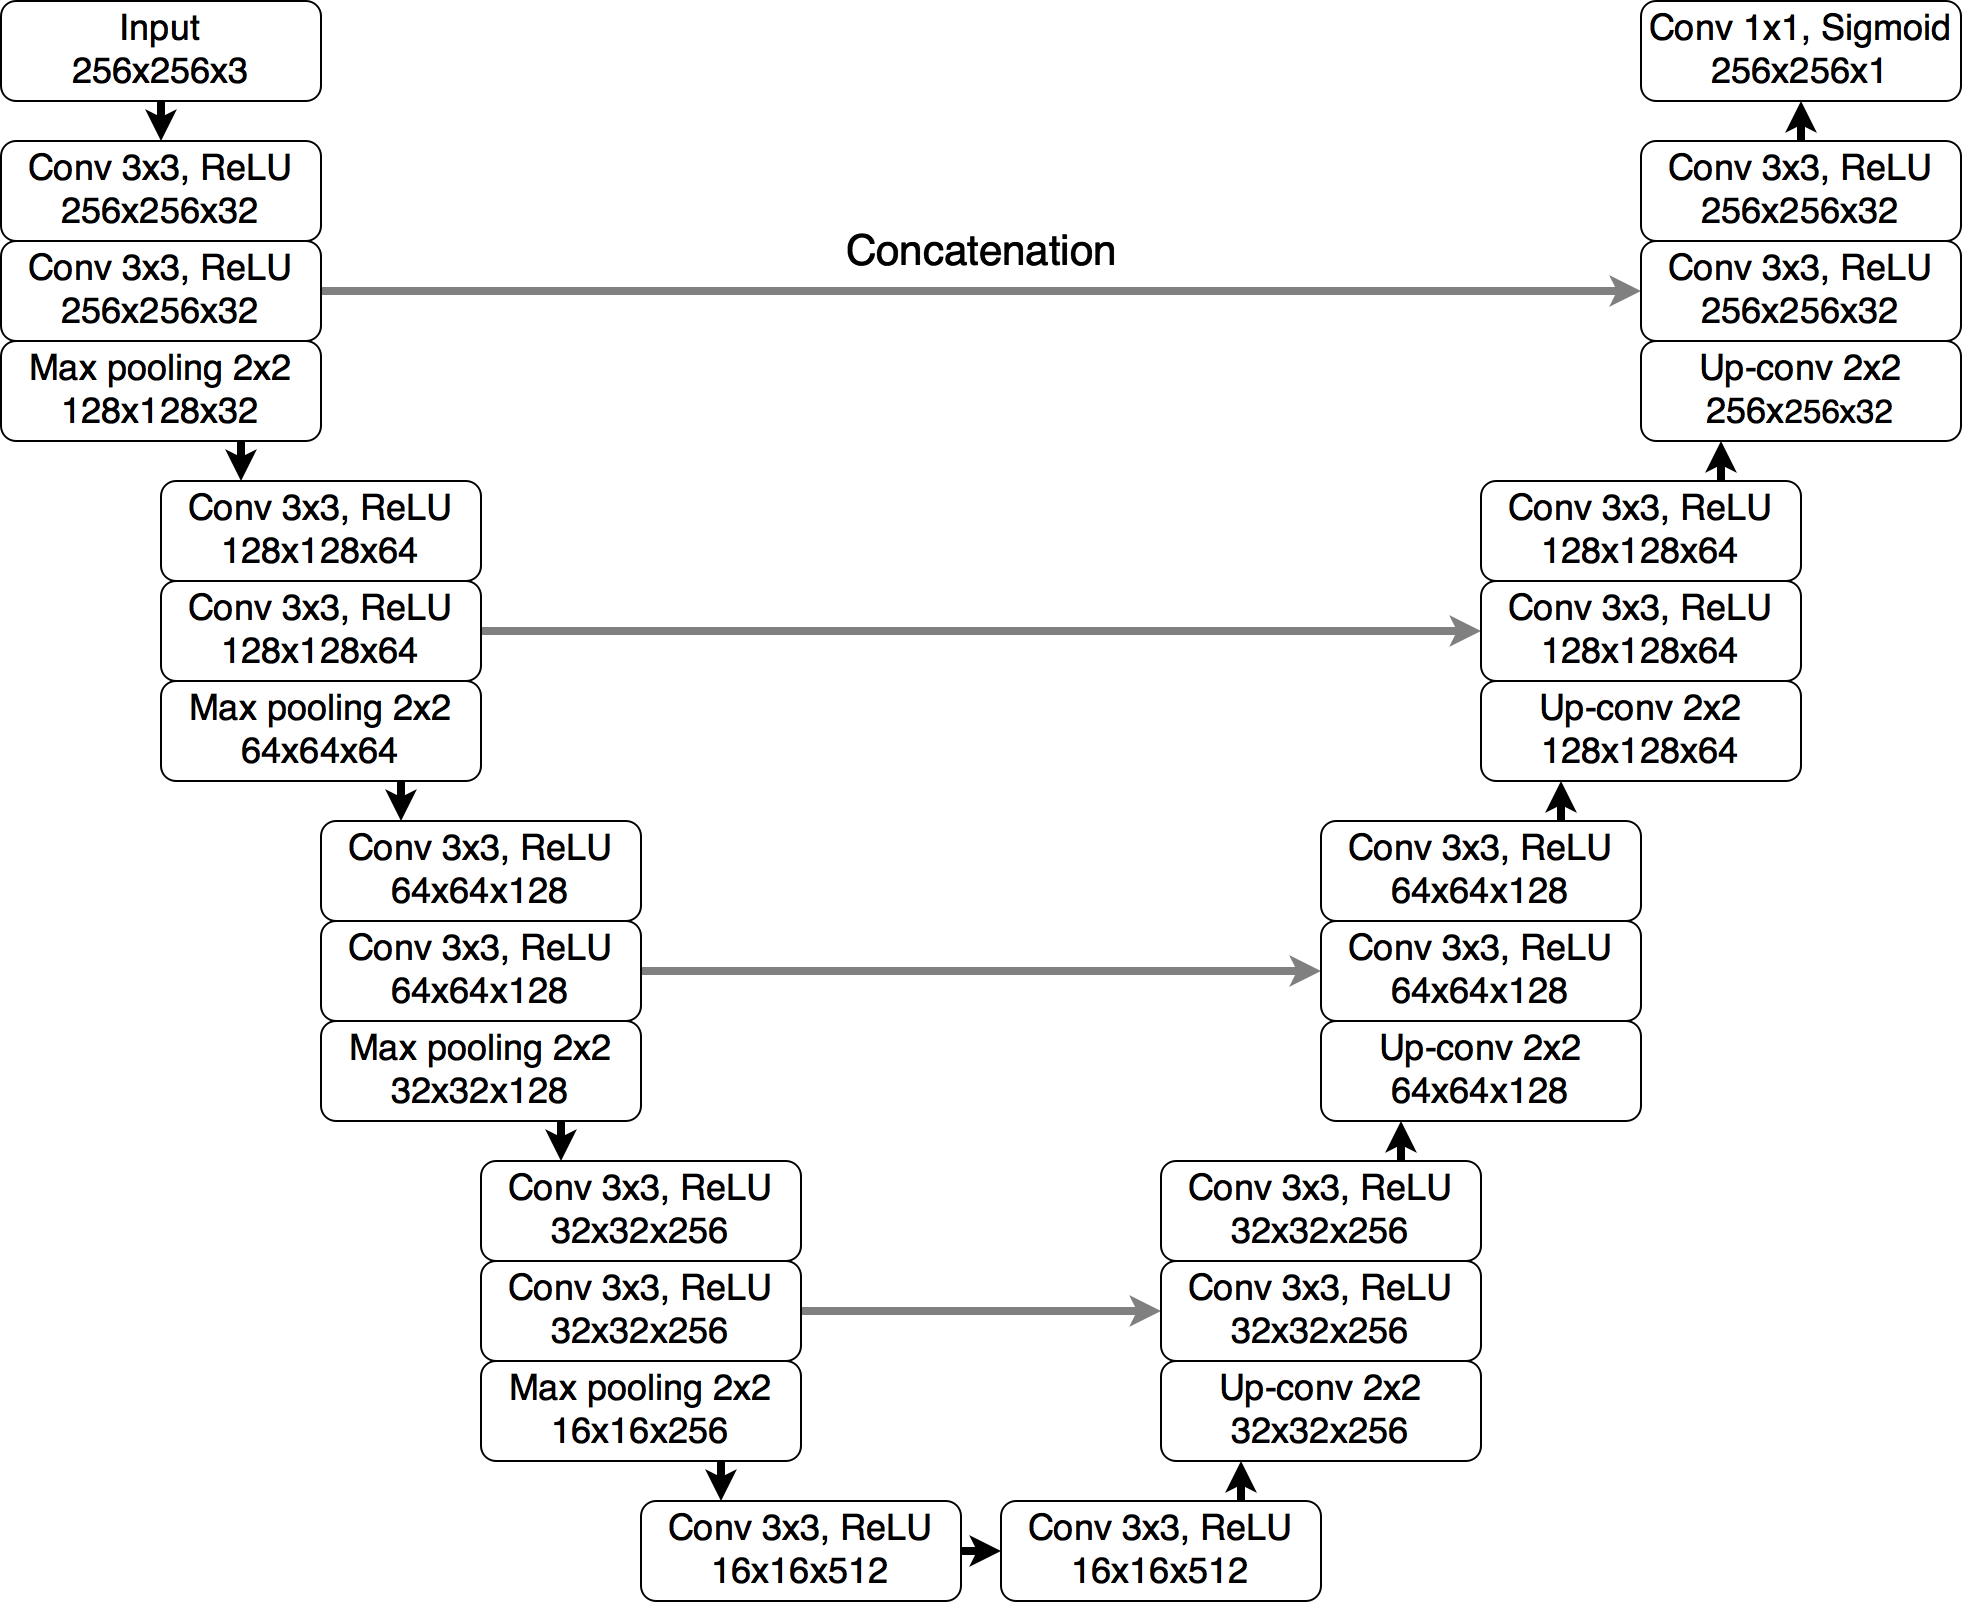 Input
256x256x3
Conv 3x3, ReLU
256x256x32
Conv 3x3, ReLU
256x256x32
Max pooling 2x2
128x128x32
Conv 3x3, ReLU
128x128x64
Conv 3x3, ReLU
128x128x64
Max pooling 2x2
64x64x64
Conv 3x3, ReLU
64x64x128
Conv 3x3, ReLU
64x64x128
Max pooling 2x2
32x32x128
Conv 3x3, ReLU
32x32x256
Conv 3x3, ReLU
32x32x256
Max pooling 2x2
16x16x256
Conv 3x3, ReLU
16x16x512
Concatenation
Conv 3x3, ReLU
16x16x512
Conv 3x3, ReLU
32x32x256
Conv 3x3, ReLU
32x32x256
Up-conv 2x2
32x32x256
Conv 3x3, ReLU
64x64x128
Conv 3x3, ReLU
64x64x128
Up-conv 2x2
64x64x128
Conv 3x3, ReLU
128x128x64
Conv 3x3, ReLU
128x128x64
Up-conv 2x2
128x128x64
Conv 1x1, Sigmoid
256x256x1
Conv 3x3, ReLU
256x256x32
Conv 3x3, ReLU
256x256x32
Up-conv 2x2
256x256x32